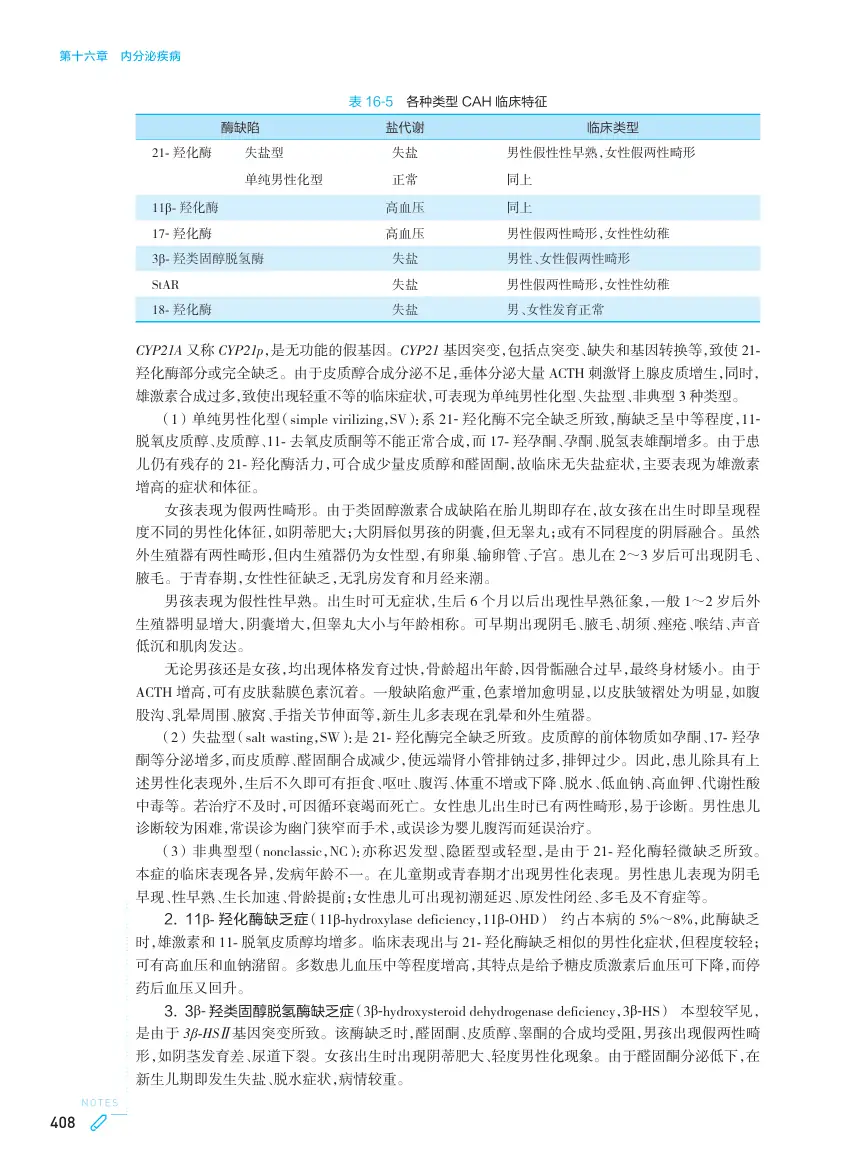 第十六章 内分泌疾病
表 16-5 各种类型 CAH 临床特征
酶缺陷 盐代谢 临床类型
21- 羟化酶 失盐型 失盐 男性假性性早熟，女性假两性畸形
单纯男性化型 正常 同上
11β- 羟化酶 高血压 同上
17- 羟化酶 高血压 男性假两性畸形，女性性幼稚
3β- 羟类固醇脱氢酶 失盐 男性、女性假两性畸形
StAR 失盐 男性假两性畸形，女性性幼稚
18- 羟化酶 失盐 男、女性发育正常
CYP21A 又称 CYP21p，是无功能的假基因。CYP21 基因突变，包括点突变、缺失和基因转换等，致使 21-
羟化酶部分或完全缺乏。由于皮质醇合成分泌不足，垂体分泌大量 ACTH 刺激肾上腺皮质增生，同时，
雄激素合成过多，致使出现轻重不等的临床症状，可表现为单纯男性化型、失盐型、非典型 3 种类型。
（1）单纯男性化型（simple virilizing，SV）：系 21- 羟化酶不完全缺乏所致，酶缺乏呈中等程度，11-
脱氧皮质醇、皮质醇、11- 去氧皮质酮等不能正常合成，而 17- 羟孕酮、孕酮、脱氢表雄酮增多。由于患
儿仍有残存的 21- 羟化酶活力，可合成少量皮质醇和醛固酮，故临床无失盐症状，主要表现为雄激素
增高的症状和体征。
女孩表现为假两性畸形。由于类固醇激素合成缺陷在胎儿期即存在，故女孩在出生时即呈现程
度不同的男性化体征，如阴蒂肥大；大阴唇似男孩的阴囊，但无睾丸；或有不同程度的阴唇融合。虽然
外生殖器有两性畸形，但内生殖器仍为女性型，有卵巢、输卵管、子宫。患儿在 2～3 岁后可出现阴毛、
腋毛。于青春期，女性性征缺乏，无乳房发育和月经来潮。
男孩表现为假性性早熟。出生时可无症状，生后 6 个月以后出现性早熟征象，一般 1～2 岁后外
生殖器明显增大，阴囊增大，但睾丸大小与年龄相称。可早期出现阴毛、腋毛、胡须、痤疮、喉结、声音
低沉和肌肉发达。
无论男孩还是女孩，均出现体格发育过快，骨龄超出年龄，因骨骺融合过早，最终身材矮小。由于
ACTH 增高，可有皮肤黏膜色素沉着。一般缺陷愈严重，色素增加愈明显，以皮肤皱褶处为明显，如腹
股沟、乳晕周围、腋窝、手指关节伸面等，新生儿多表现在乳晕和外生殖器。
（2）失盐型（salt wasting，SW）：是 21- 羟化酶完全缺乏所致。皮质醇的前体物质如孕酮、17- 羟孕
酮等分泌增多，而皮质醇、醛固酮合成减少，使远端肾小管排钠过多，排钾过少。因此，患儿除具有上
述男性化表现外，生后不久即可有拒食、呕吐、腹泻、体重不增或下降、脱水、低血钠、高血钾、代谢性酸
中毒等。若治疗不及时，可因循环衰竭而死亡。女性患儿出生时已有两性畸形，易于诊断。男性患儿
诊断较为困难，常误诊为幽门狭窄而手术，或误诊为婴儿腹泻而延误治疗。
（3）非典型型（nonclassic，NC）：亦称迟发型、隐匿型或轻型，是由于 21- 羟化酶轻微缺乏所致。
本症的临床表现各异，发病年龄不一。在儿童期或青春期才出现男性化表现。男性患儿表现为阴毛
早现、性早熟、生长加速、骨龄提前；女性患儿可出现初潮延迟、原发性闭经、多毛及不育症等。
2. 11β- 羟化酶缺乏症（11β-hydroxylase deficiency，11β-OHD） 约占本病的 5%～8%，此酶缺乏
时，雄激素和 11- 脱氧皮质醇均增多。临床表现出与 21- 羟化酶缺乏相似的男性化症状，但程度较轻；
可有高血压和血钠潴留。多数患儿血压中等程度增高，其特点是给予糖皮质激素后血压可下降，而停
药后血压又回升。
3. 3β- 羟类固醇脱氢酶缺乏症（3β-hydroxysteroid dehydrogenase deficiency，3β-HS） 本型较罕见，
是由于 3β-HSⅡ 基因突变所致。该酶缺乏时，醛固酮、皮质醇、睾酮的合成均受阻，男孩出现假两性畸
形，如阴茎发育差、尿道下裂。女孩出生时出现阴蒂肥大、轻度男性化现象。由于醛固酮分泌低下，在
新生儿期即发生失盐、脱水症状，病情较重。
NOTES
408